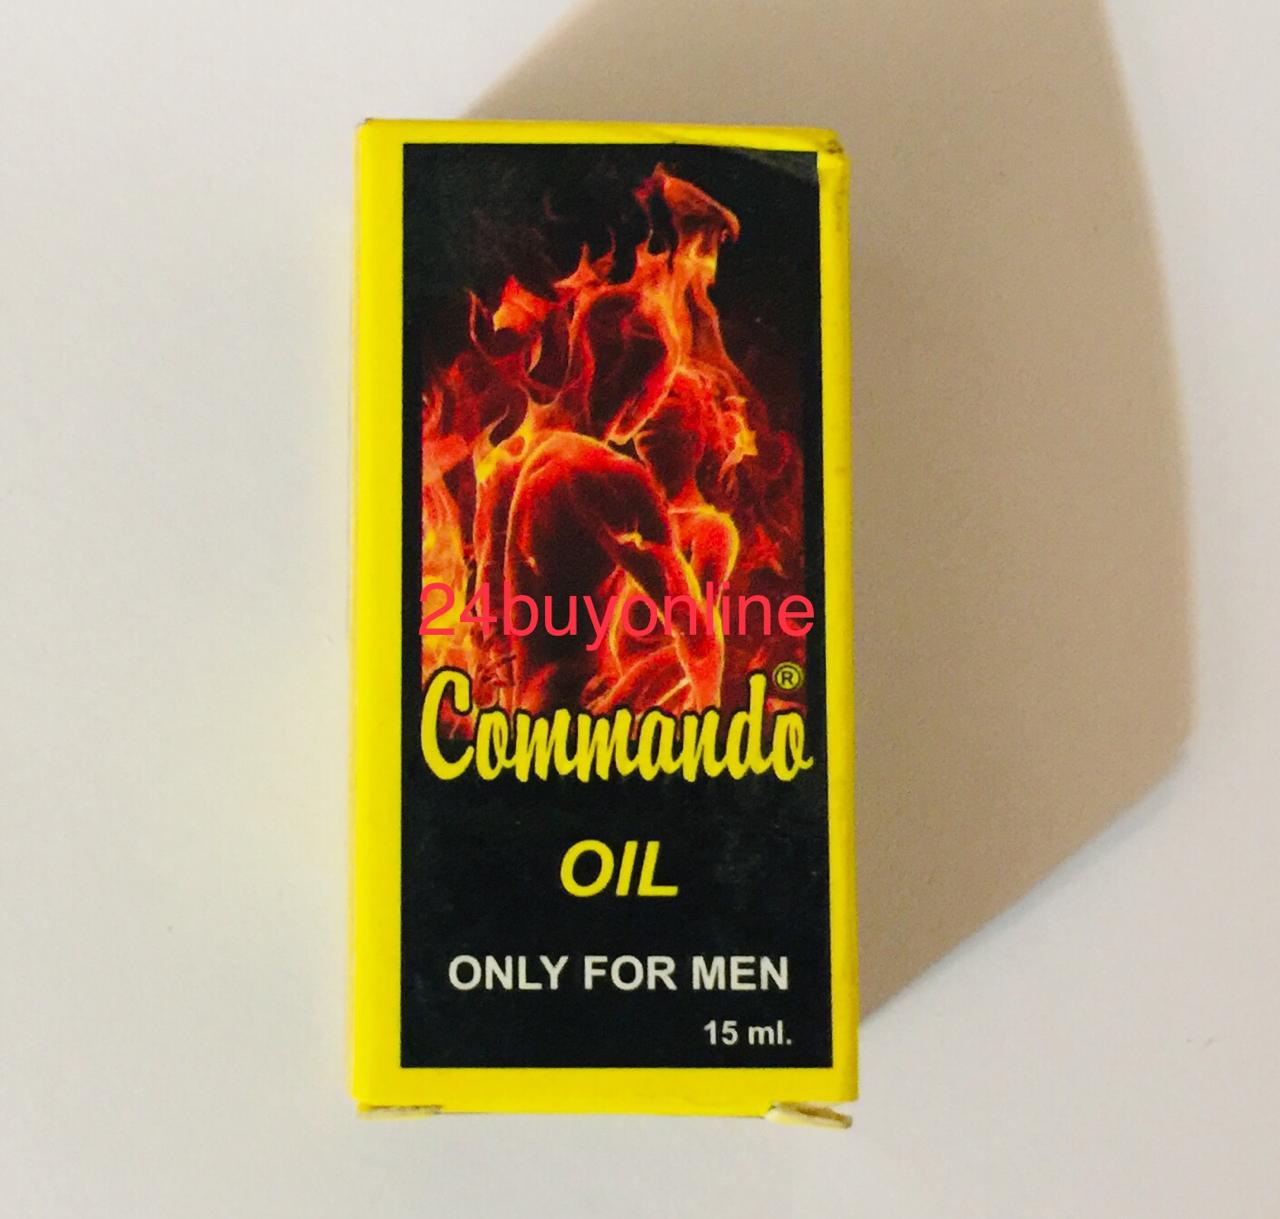 24buyonline
Commando®
OIL
ONLY FOR MEN
15 ml.